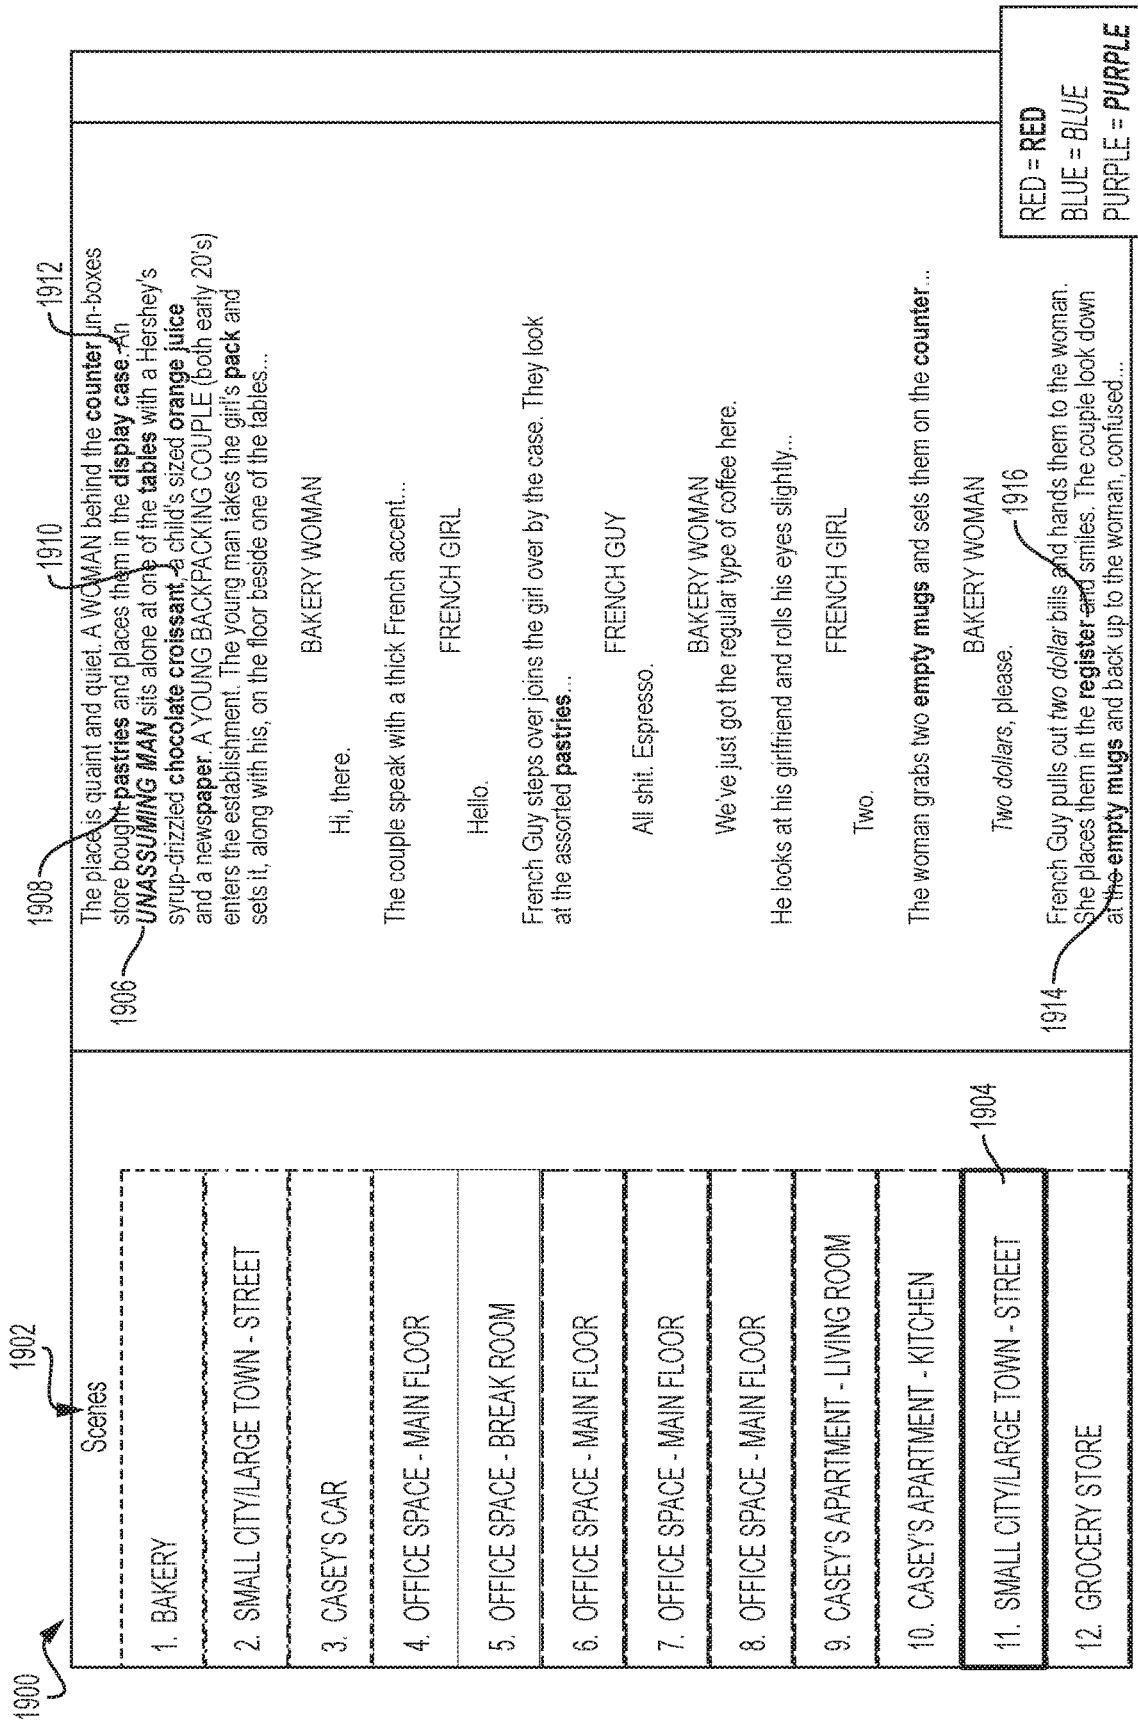 1900
1902
Scenes
1. BAKERY
2. SMALL CITY/LARGE TOWN - STREET
3. CASEY'S CAR
4. OFFICE SPACE - MAIN FLOOR
5. OFFICE SPACE - BREAK ROOM
6. OFFICE SPACE - MAIN FLOOR
7. OFFICE SPACE - MAIN FLOOR
8. OFFICE SPACE - MAIN FLOOR
9. CASEY'S APARTMENT - LIVING ROOM
10. CASEY'S APARTMENT - KITCHEN
11. SMALL CITY/LARGE TOWN - STREET
12. GROCERY STORE
1904
1906
1908
1910
1912
The place is quaint and quiet. A WOMAN behind the counter un-boxes
store bought pastries and places them in the display case. An
UNASSUMING MAN sits alone at one of the tables with a Hershey's
syrup-drizzled chocolate croissant, a child's sized orange juice
and a newspaper. A YOUNG BACKPACKING COUPLE (both early 20's)
enters the establishment. The young man takes the girl's pack and
sets it, along with his, on the floor beside one of the tables...
BAKERY WOMAN
Hi, there.
The couple speak with a thick French accent...
FRENCH GIRL
Hello.
French Guy steps over joins the girl over by the case. They look
at the assorted pastries...
FRENCH GUY
All shit. Espresso.
BAKERY WOMAN
We've just got the regular type of coffee here.
He looks at his girlfriend and rolls his eyes slightly...
FRENCH GIRL
Two.
The woman grabs two empty mugs and sets them on the counter...
BAKERY WOMAN
Two dollars, please.
French Guy pulls out two dollar bills and hands them to the woman.
She places them in the register and smiles. The couple look down
at the empty mugs and back up to the woman, confused...
1914
1916
RED = RED
BLUE = BLUE
PURPLE = PURPLE